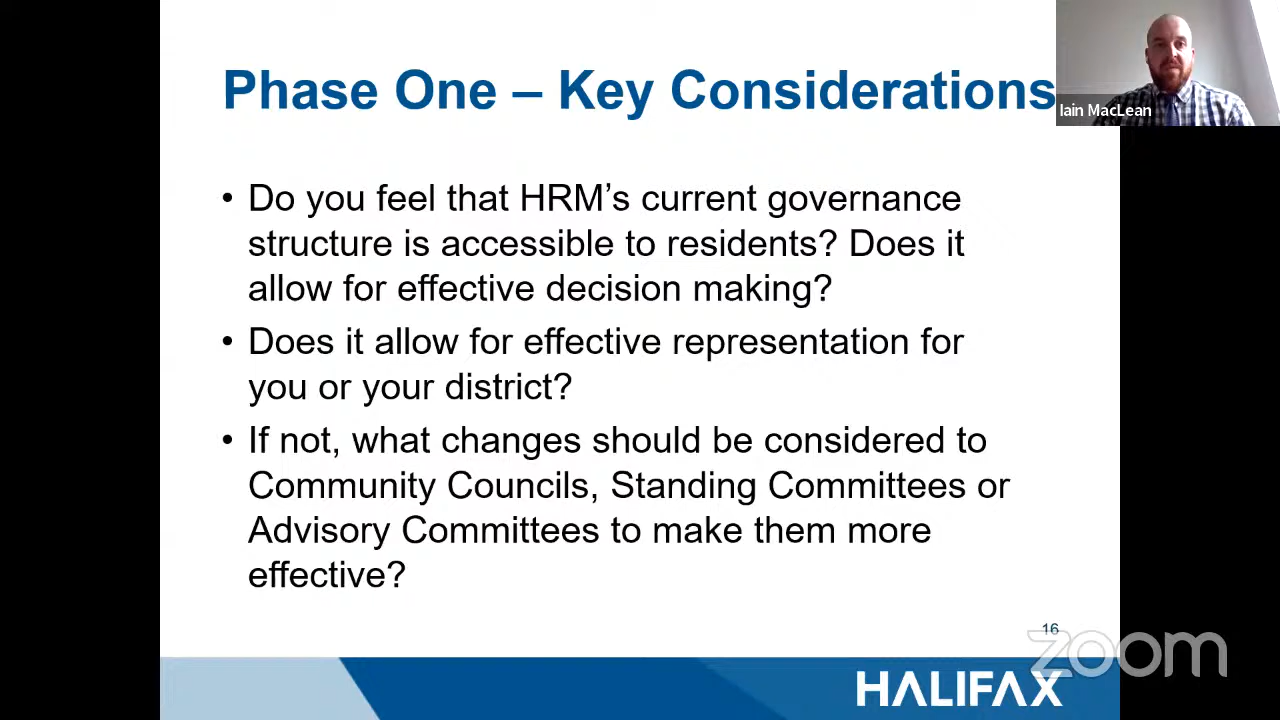 Phase One – Key Considerations
Iain MacLean
• Do you feel that HRM’s current governance
structure is accessible to residents? Does it
allow for effective decision making?
• Does it allow for effective representation for
you or your district?
• If not, what changes should be considered to
Community Councils, Standing Committees or
Advisory Committees to make them more
effective?
16
zoom
HALIFAX